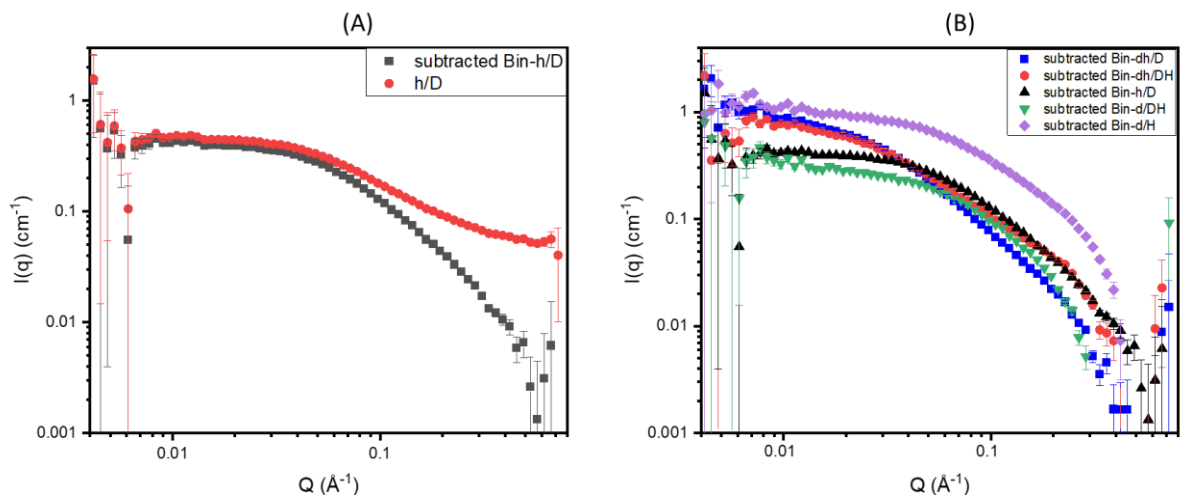 (A)
subtracted Bin-h/D
h/D
1
0.1
0.01
0.001
I(q) (cm⁻¹)
0.01
0.1
Q (Å⁻¹)
(B)
subtracted Bin-dh/D
subtracted Bin-dh/DH
subtracted Bin-h/D
subtracted Bin-d/DH
subtracted Bin-d/H
1
0.1
0.01
0.001
I(q) (cm⁻¹)
0.01
0.1
Q (Å⁻¹)